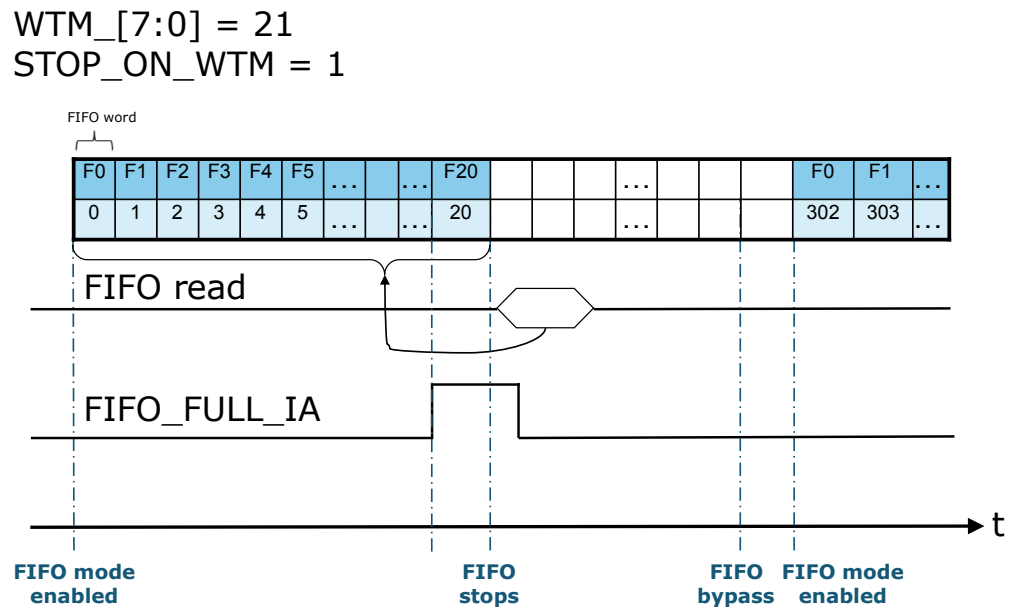 WTM_[7:0] = 21
STOP_ON_WTM = 1
FIFO word
F0 F1 F2 F3 F4 F5 ... ... F20 ... F0 F1 ...
0 1 2 3 4 5 ... ... 20 ... 302 303 ...
FIFO read
FIFO_FULL_IA
t
FIFO mode enabled FIFO stops FIFO bypass FIFO mode enabled